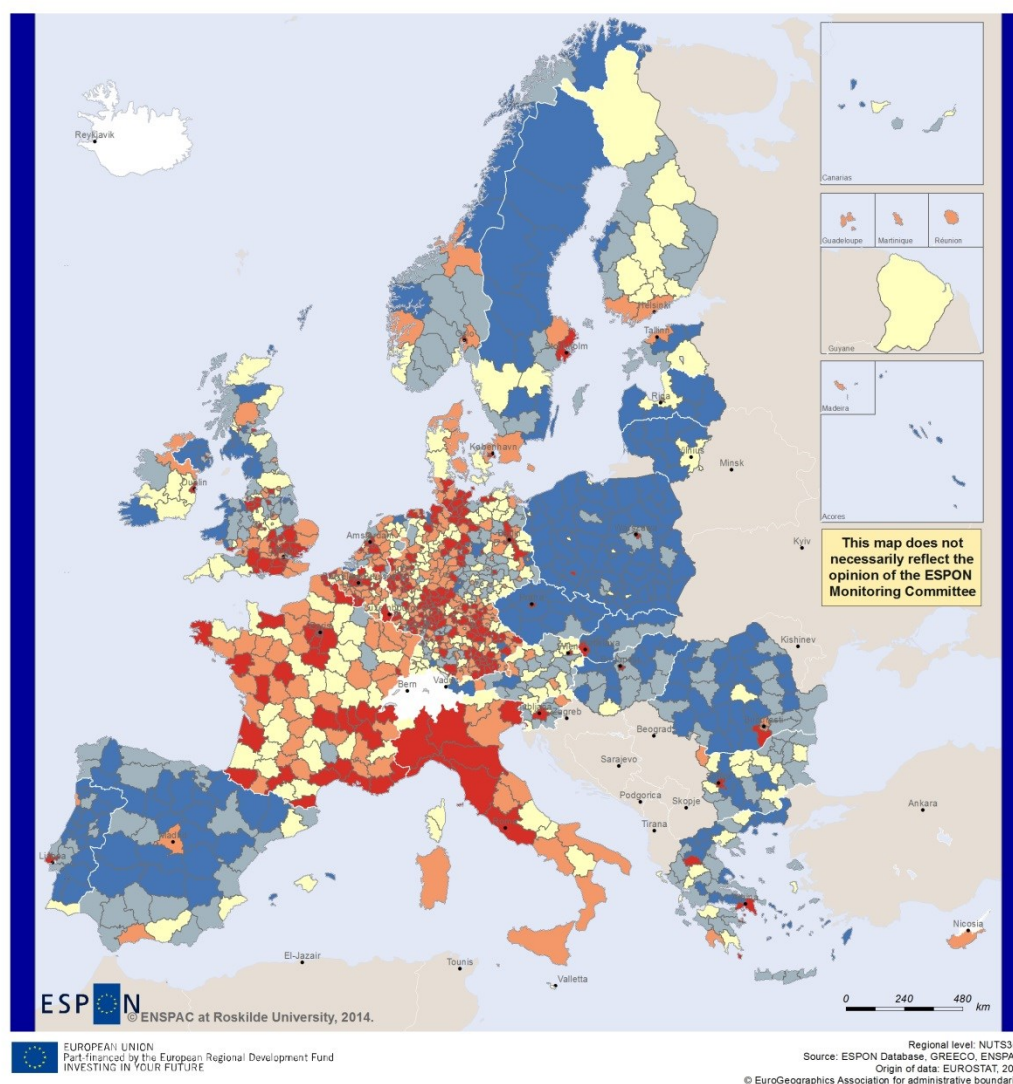 Reykjavik
Canarias
Guadeloupe
Martinique
Réunion
Helsinki
Tallinn
Guyane
Madeira
Riga
København
Vilnius
Minsk
Dublin
Acores
Kyiv
This map does not
necessarily reflect the
opinion of the ESPON
Monitoring Committee
Kishinev
Bern
Zagreb
Beograd
Sarajevo
Podgorica
Skopje
Tirana
Ankara
Nicosia
El-Jazair
Tounis
Valletta
ESPON
© ENSPAC at Roskilde University, 2014.
0 240 480 km
EUROPEAN UNION
Part-financed by the European Regional Development Fund
INVESTING IN YOUR FUTURE
Regional level: NUTS3
Source: ESPON Database, GREECO, ENSPA
Origin of data: EUROSTAT, 20
© EuroGeographics Association for administrative boundar